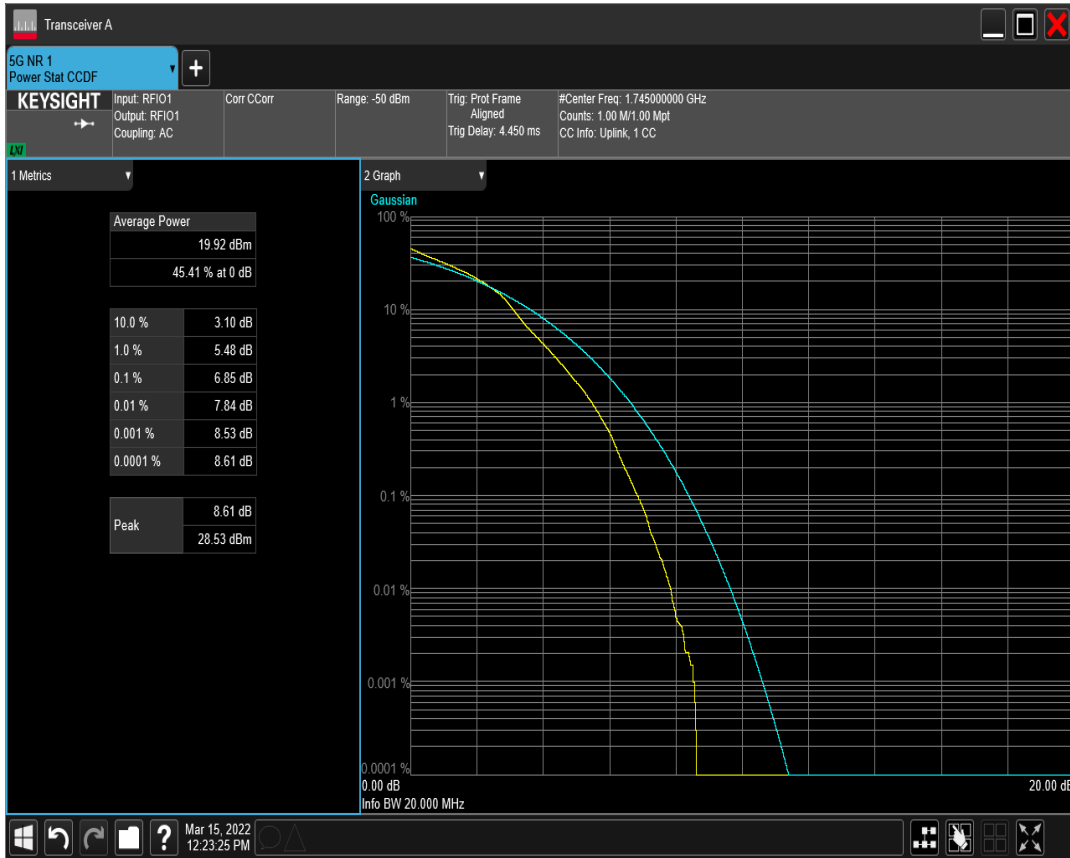 Transceiver A
5G NR 1
Power Stat CCDF
KEYSIGHT
LXI
Input: RFIO1
Output: RFIO1
Coupling: AC
Corr CCorr
Range: -50 dBm
Trig: Prot Frame
Aligned
Trig Delay: 4.450 ms
#Center Freq: 1.745000000 GHz
Counts: 1.00 M/1.00 Mpt
CC Info: Uplink, 1 CC
1 Metrics
Average Power
19.92 dBm
45.41 % at 0 dB
10.0 % 3.10 dB
1.0 % 5.48 dB
0.1 % 6.85 dB
0.01 % 7.84 dB
0.001 % 8.53 dB
0.0001 % 8.61 dB
Peak
8.61 dB
28.53 dBm
2 Graph
Gaussian
100 %
10 %
1 %
0.1 %
0.01 %
0.001 %
0.0001 %
0.00 dB 20.00 dB
Info BW 20.000 MHz
Mar 15, 2022
12:23:25 PM